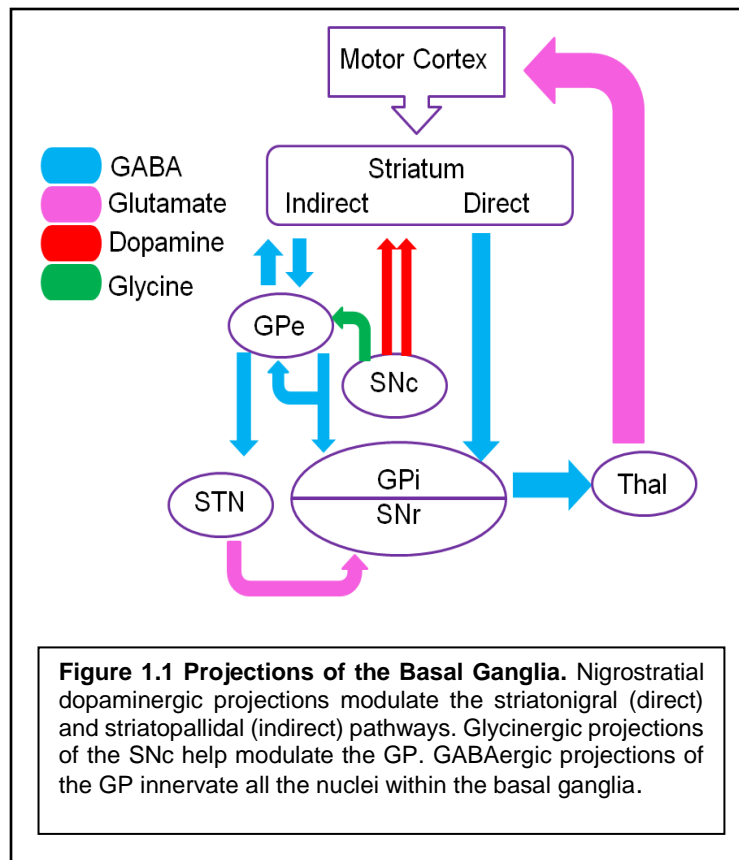 Motor Cortex
GABA
Glutamate
Dopamine
Glycine
Striatum
Indirect Direct
GPe
SNc
STN
GPi
SNr
Thal
Figure 1.1 Projections of the Basal Ganglia. Nigrostratial
dopaminergic projections modulate the striatonigral (direct)
and striatopallidal (indirect) pathways. Glycinergic projections
of the SNc help modulate the GP. GABAergic projections of
the GP innervate all the nuclei within the basal ganglia.